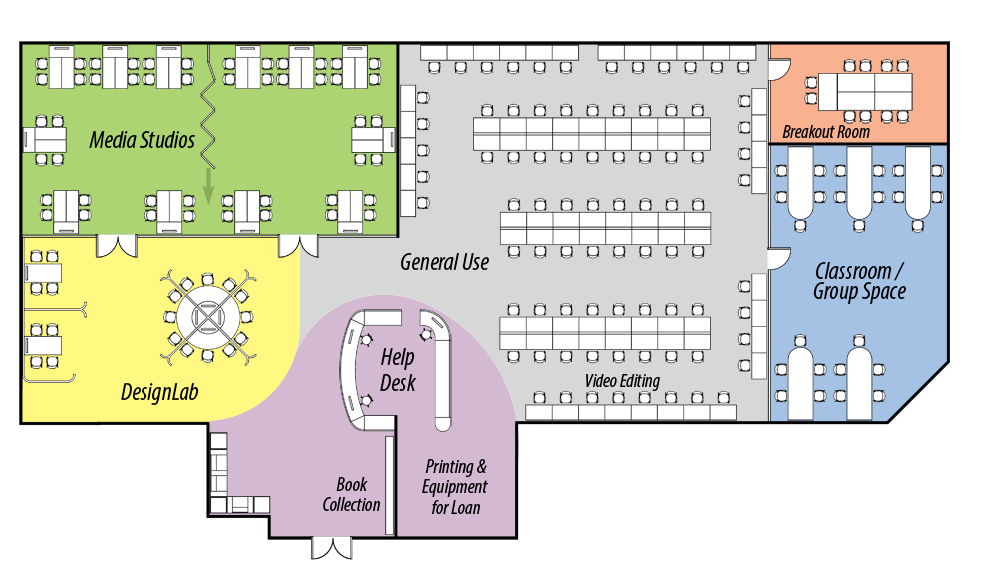 Media Studios
Breakout Room
General Use
Classroom /
Group Space
Help
Desk
DesignLab
Video Editing
Book
Collection
Printing &
Equipment
for Loan